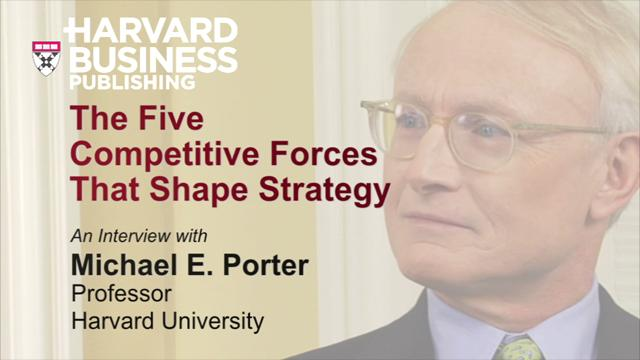 HARVARD
BUSINESS
PUBLISHING
The Five
Competitive Forces
That Shape Strategy
An Interview with
Michael E. Porter
Professor
Harvard University